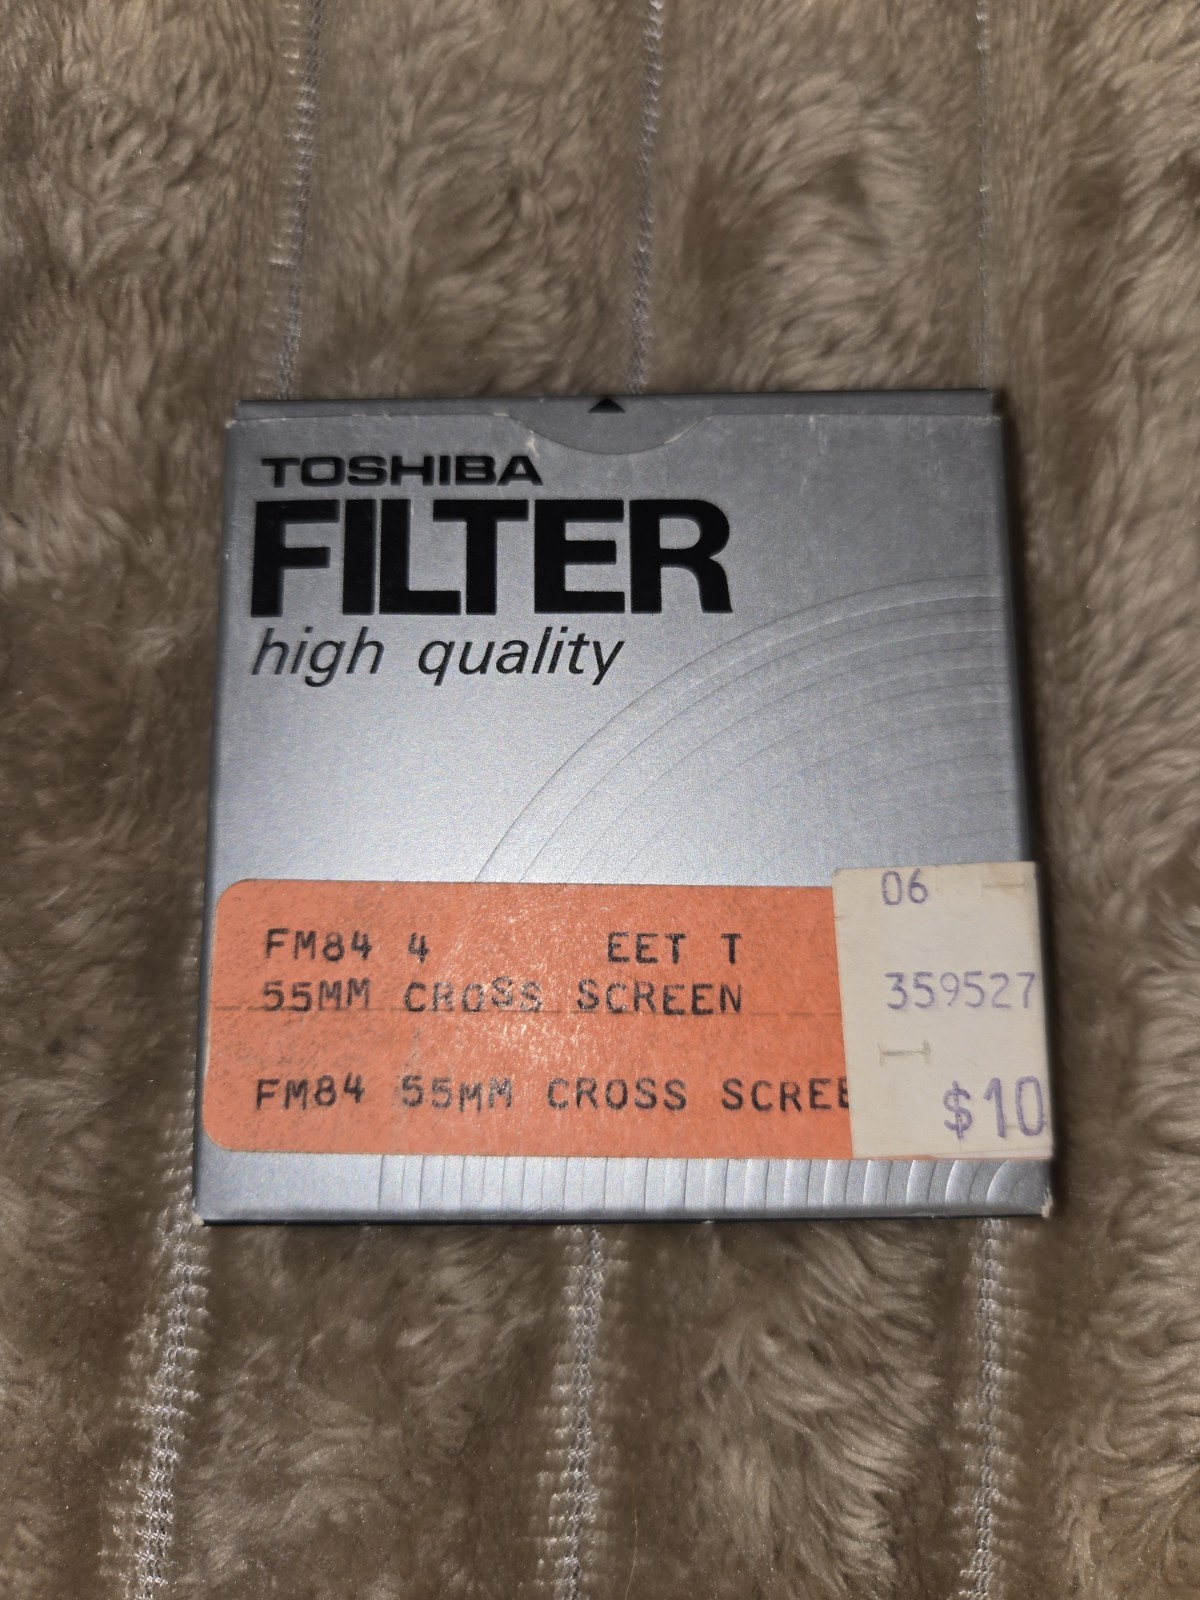 TOSHIBA
FILTER
high quality
FM84 4 EET T
55MM CROSS SCREEN
FM84 55MM CROSS SCREE
06
359527
$10